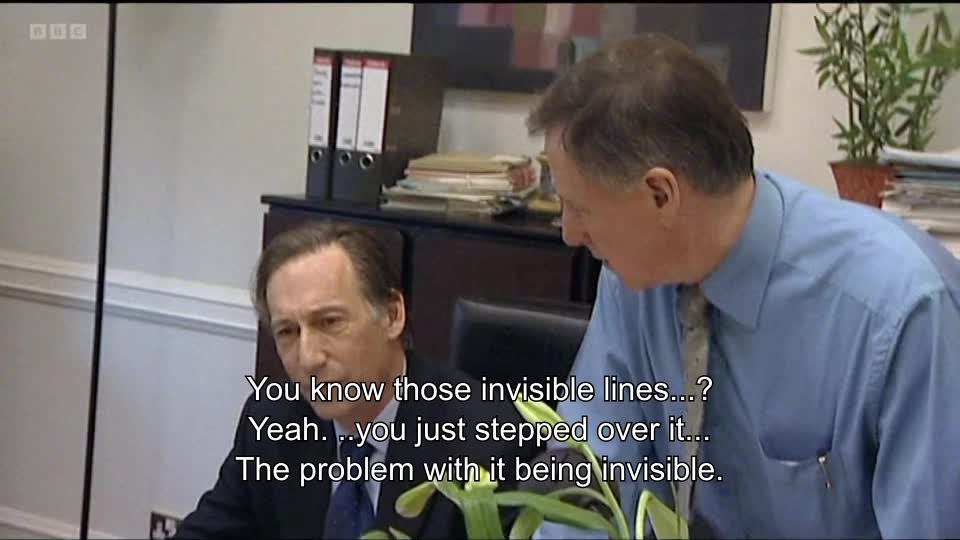 BBC
You know those invisible lines...?
Yeah. ..you just stepped over it...
The problem with it being invisible.